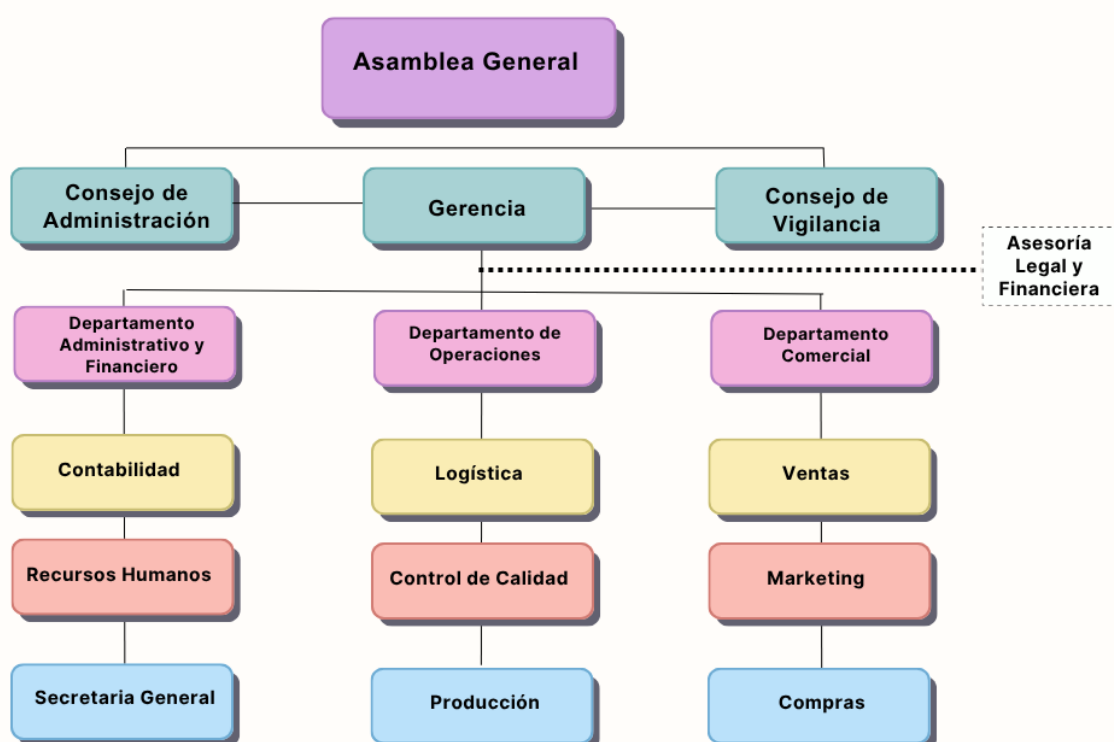 Asamblea General
Consejo de
Administración
Gerencia
Consejo de
Vigilancia
Asesoría
Legal y
Financiera
Departamento
Administrativo y
Financiero
Departamento de
Operaciones
Departamento
Comercial
Contabilidad
Logística
Ventas
Recursos Humanos
Control de Calidad
Marketing
Secretaria General
Producción
Compras